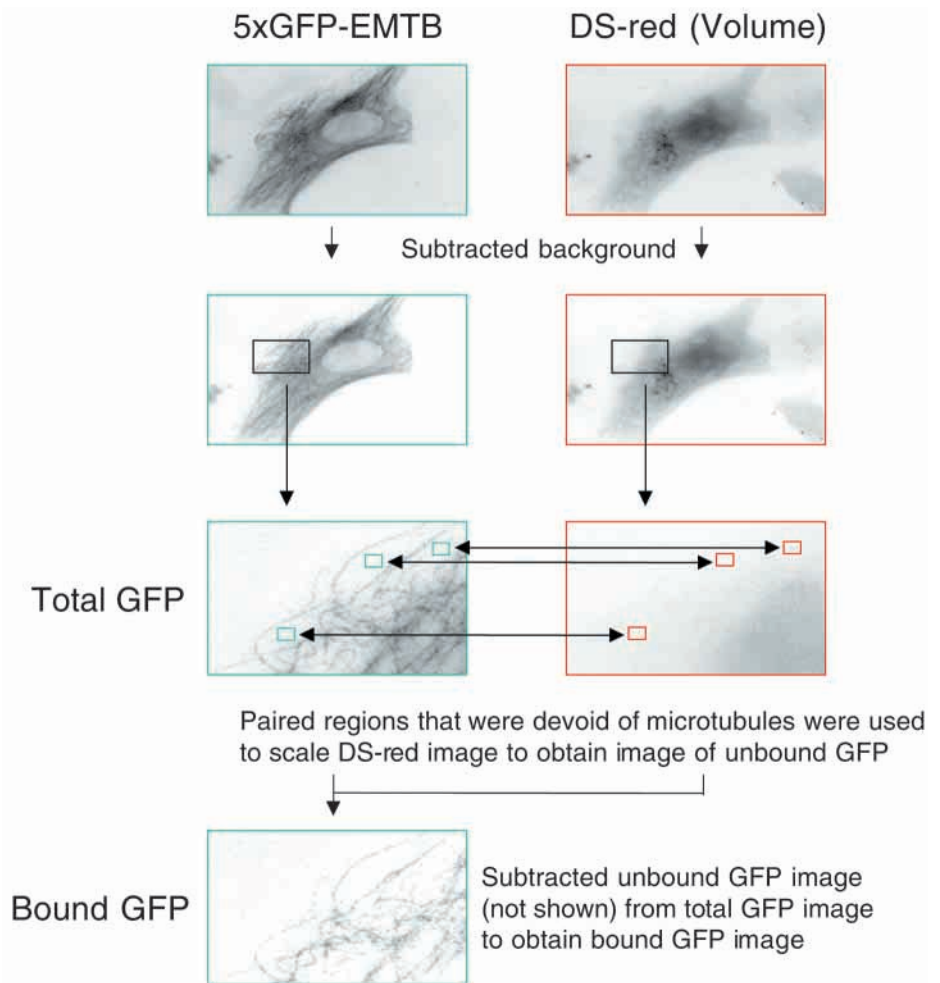 5xGFP-EMTB
DS-red (Volume)
Subtracted background
Total GFP
Paired regions that were devoid of microtubules were used
to scale DS-red image to obtain image of unbound GFP
Bound GFP
Subtracted unbound GFP image
(not shown) from total GFP image
to obtain bound GFP image